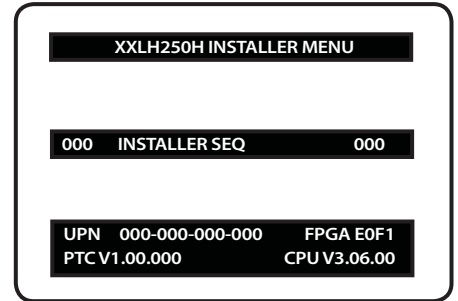 XXLH250H INSTALLER MENU
000 INSTALLER SEQ 000
UPN 000-000-000-000 FPGA E0F1
PTC V1.00.000 CPU V3.06.00